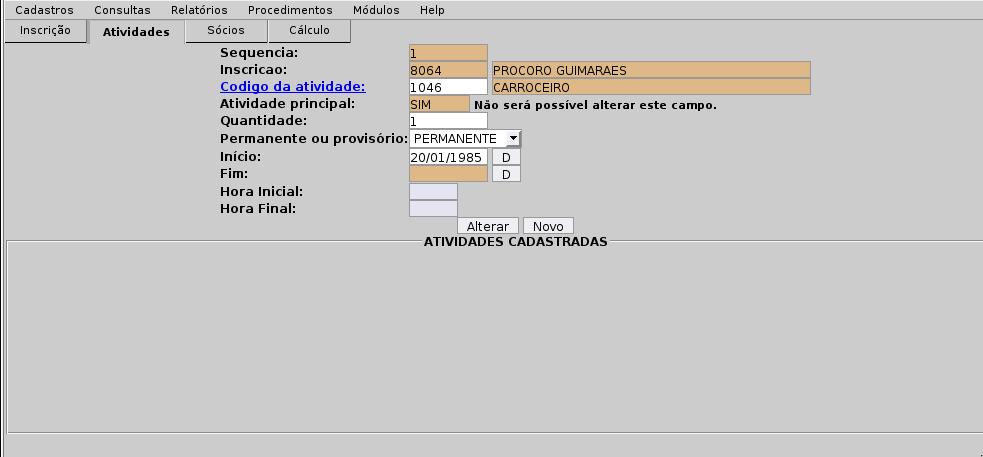 Cadastros Consultas Relatórios Procedimentos Módulos Help
Inscrição Atividades Sócios Cálculo
Sequencia: 1
Inscricao: 8064 PROCORO GUIMARAES
Codigo da atividade: 1046 CARROCEIRO
Atividade principal: SIM Não será possível alterar este campo.
Quantidade: 1
Permanente ou provisório: PERMANENTE
Início: 20/01/1985 D
Fim: D
Hora Inicial:
Hora Final:
Alterar Novo
ATIVIDADES CADASTRADAS